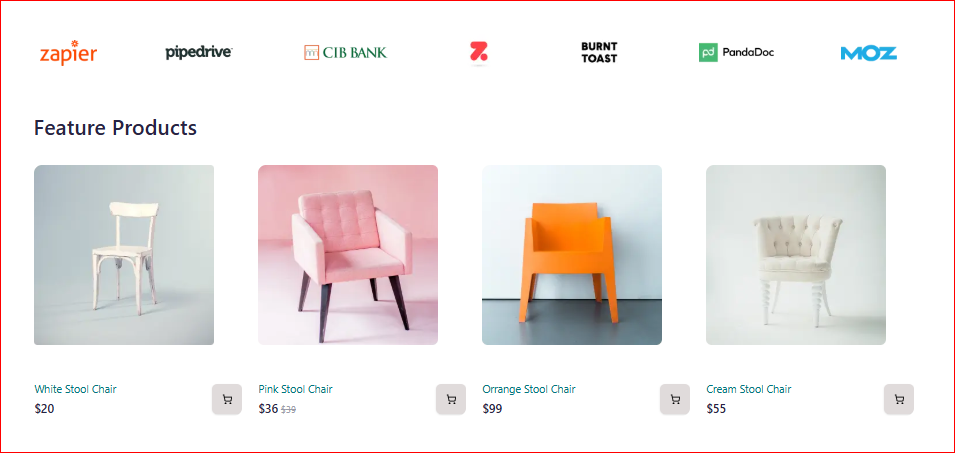 zapier
pipedrive
CIB BANK
BURNT
TOAST
pd PandaDoc
MOZ
Feature Products
White Stool Chair
$20
Pink Stool Chair
$36 $39
Orrange Stool Chair
$99
Cream Stool Chair
$55